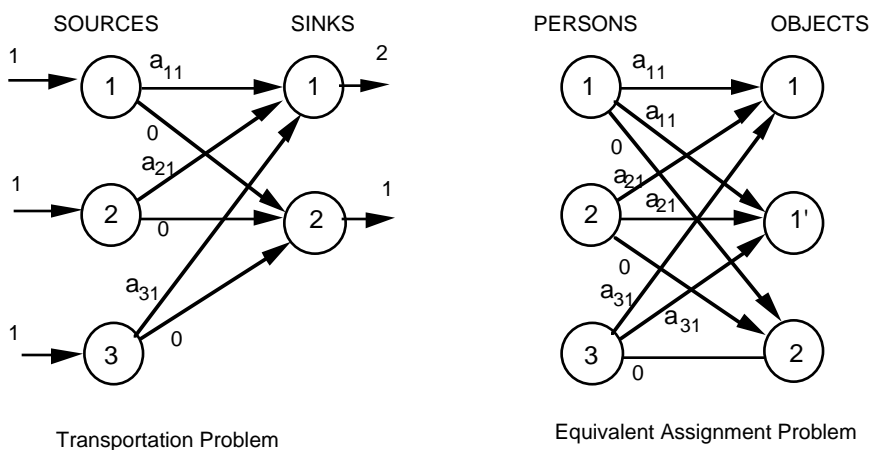 SOURCES SINKS PERSONS OBJECTS
1 2
a11 a11
1 1 1 1
a11
0 0
a21 a21
1 1
a21
2 2 2 1'
0 0
a31 a31
a31
1 0
3 3 2
0
Transportation Problem
Equivalent Assignment Problem